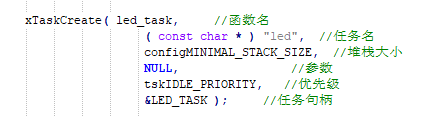 xTaskCreate( led_task, //函数名
( const char * ) "led", //任务名
configMINIMAL_STACK_SIZE, //堆栈大小
NULL, //参数
tskIDLE_PRIORITY, //优先级
&LED_TASK ); //任务句柄